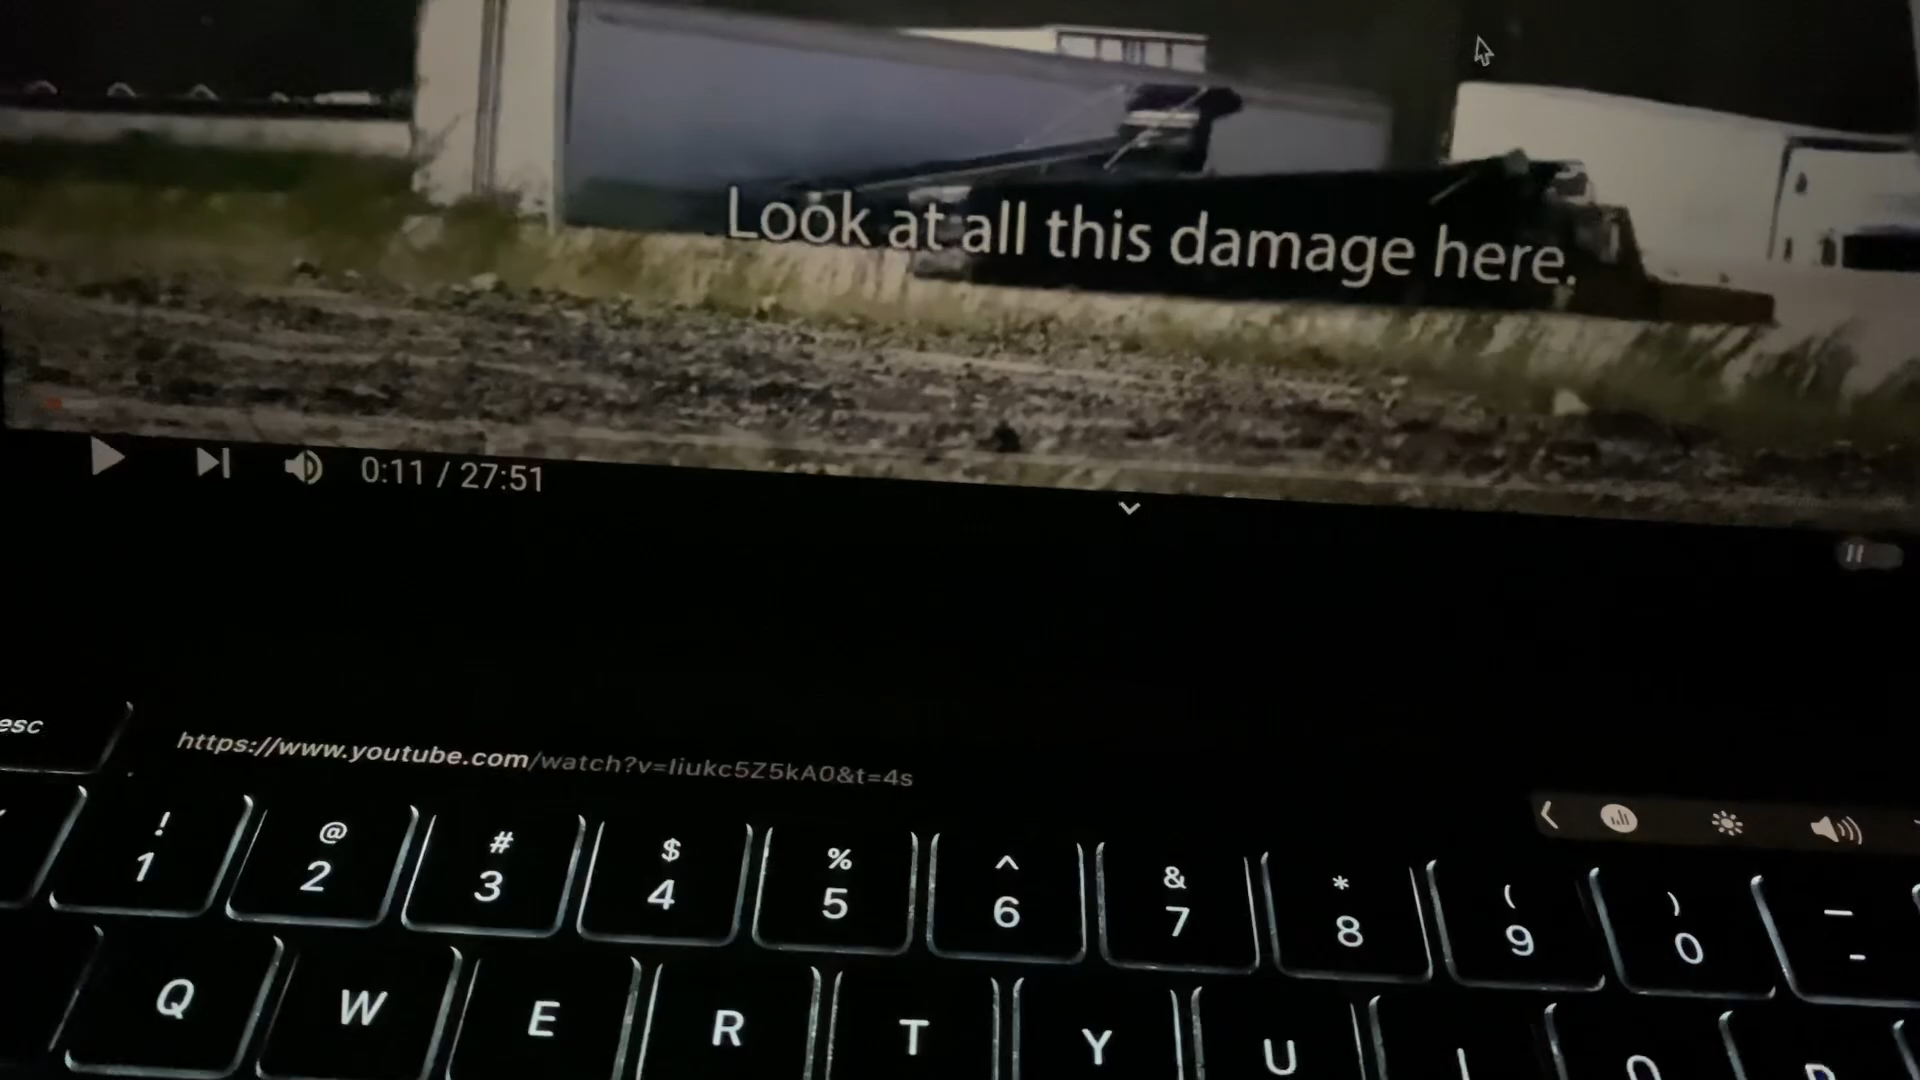 Look at all this damage here.
0:11 / 27:51
esc
https://www.youtube.com/watch?v=Iiukc5Z5kA0&t=4s
! @ # $ % ^ & * ( ) —
1 2 3 4 5 6 7 8 9 0 -
Q W E R T Y U I O P